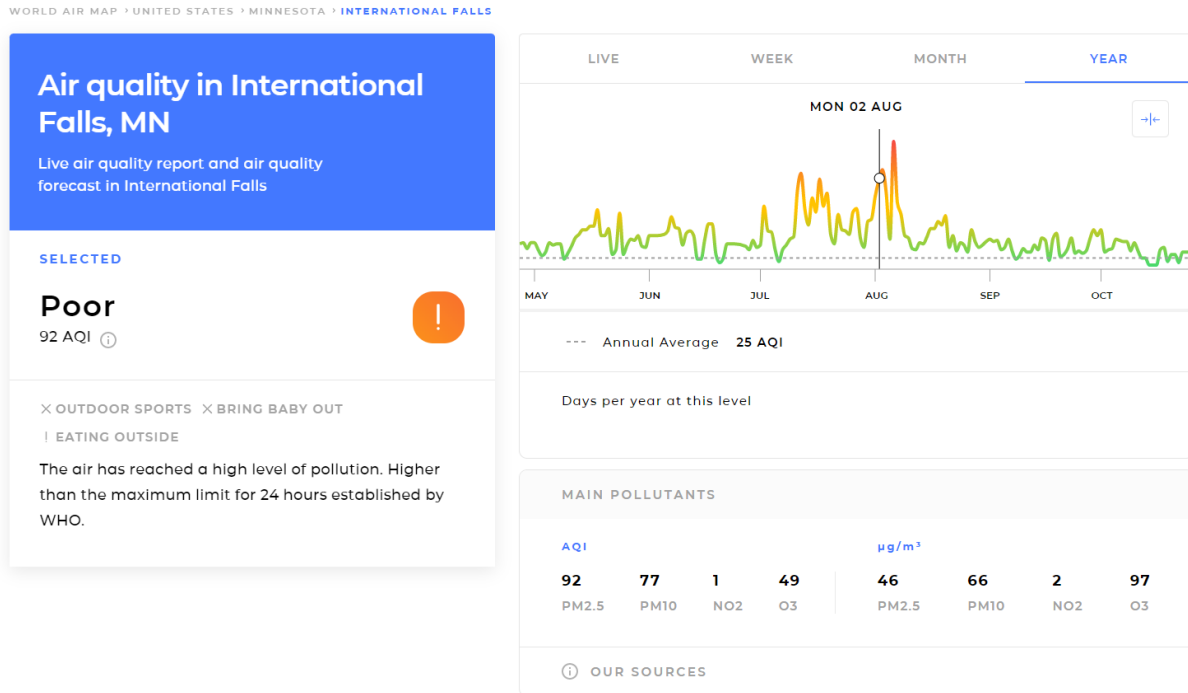 WORLD AIR MAP › UNITED STATES › MINNESOTA › INTERNATIONAL FALLS
Air quality in International
Falls, MN
Live air quality report and air quality
forecast in International Falls
SELECTED
Poor
92 AQI
OUTDOOR SPORTS BRING BABY OUT
! EATING OUTSIDE
The air has reached a high level of pollution. Higher
than the maximum limit for 24 hours established by
WHO.
LIVE WEEK MONTH YEAR
MON 02 AUG
MAY JUN JUL AUG SEP OCT
Annual Average 25 AQI
Days per year at this level
MAIN POLLUTANTS
AQI µg/m³
92 77 1 49 46 66 2 97
PM2.5 PM10 NO2 O3 PM2.5 PM10 NO2 O3
OUR SOURCES